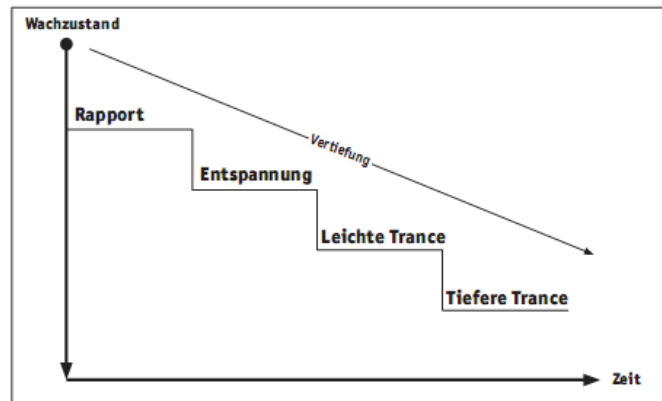 Wachzustand
Rapport
Vertiefung
Entspannung
Leichte Trance
Tiefere Trance
Zeit